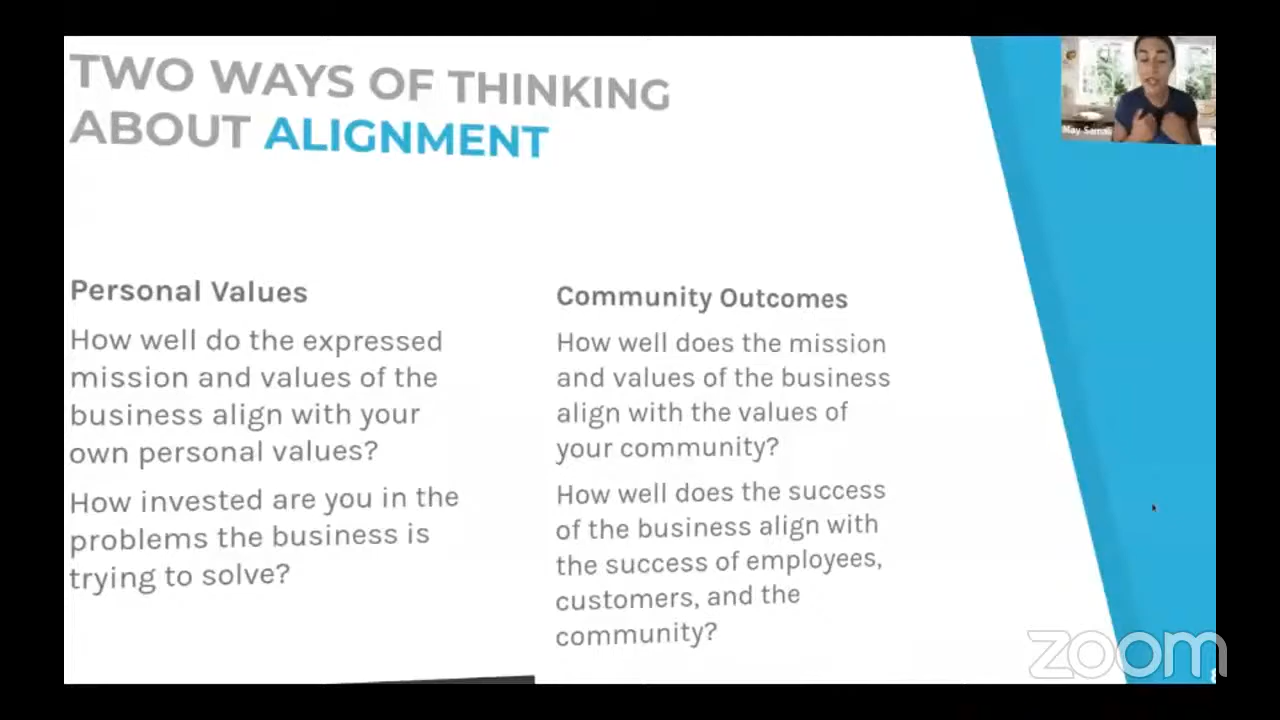 TWO WAYS OF THINKING
ABOUT ALIGNMENT
May Samali
Personal Values
How well do the expressed
mission and values of the
business align with your
own personal values?
How invested are you in the
problems the business is
trying to solve?
Community Outcomes
How well does the mission
and values of the business
align with the values of
your community?
How well does the success
of the business align with
the success of employees,
customers, and the
community?
zoom